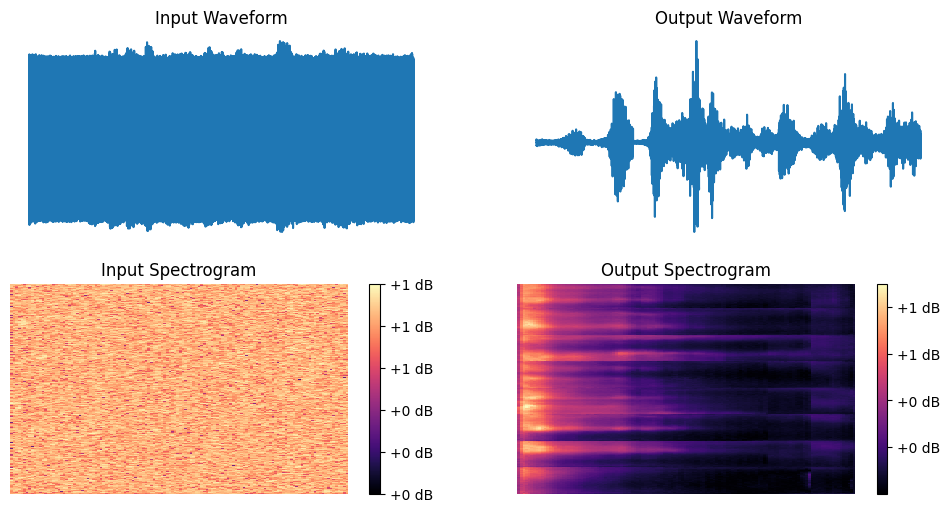 Input Waveform
Output Waveform
Input Spectrogram
+1 dB
+1 dB
+1 dB
+0 dB
+0 dB
+0 dB
Output Spectrogram
+1 dB
+1 dB
+0 dB
+0 dB